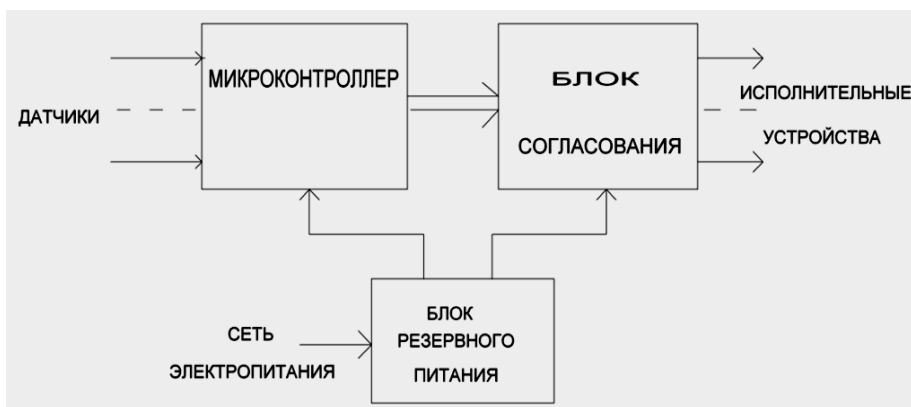 МИКРОКОНТРОЛЛЕР
БЛОК
СОГЛАСОВАНИЯ
ДАТЧИКИ
ИСПОЛНИТЕЛЬНЫЕ
УСТРОЙСТВА
БЛОК
РЕЗЕРВНОГО
ПИТАНИЯ
СЕТЬ
ЭЛЕКТРОПИТАНИЯ